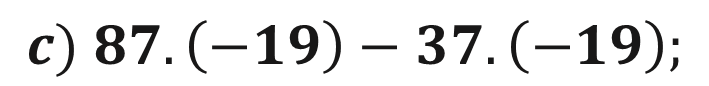 c) 87. (−19) − 37. (−19);